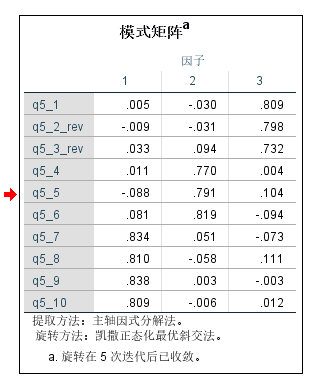 模式矩阵a
因子
1 2 3
q5_1 .005 -.030 .809
q5_2_rev -.009 -.031 .798
q5_3_rev .033 .094 .732
q5_4 .011 .770 .004
q5_5 -.088 .791 .104
q5_6 .081 .819 -.094
q5_7 .834 .051 -.073
q5_8 .810 -.058 .111
q5_9 .838 .003 -.003
q5_10 .809 -.006 .012
提取方法：主轴因式分解法。
旋转方法：凯撒正态化最优斜交法。
a. 旋转在 5 次迭代后已收敛。